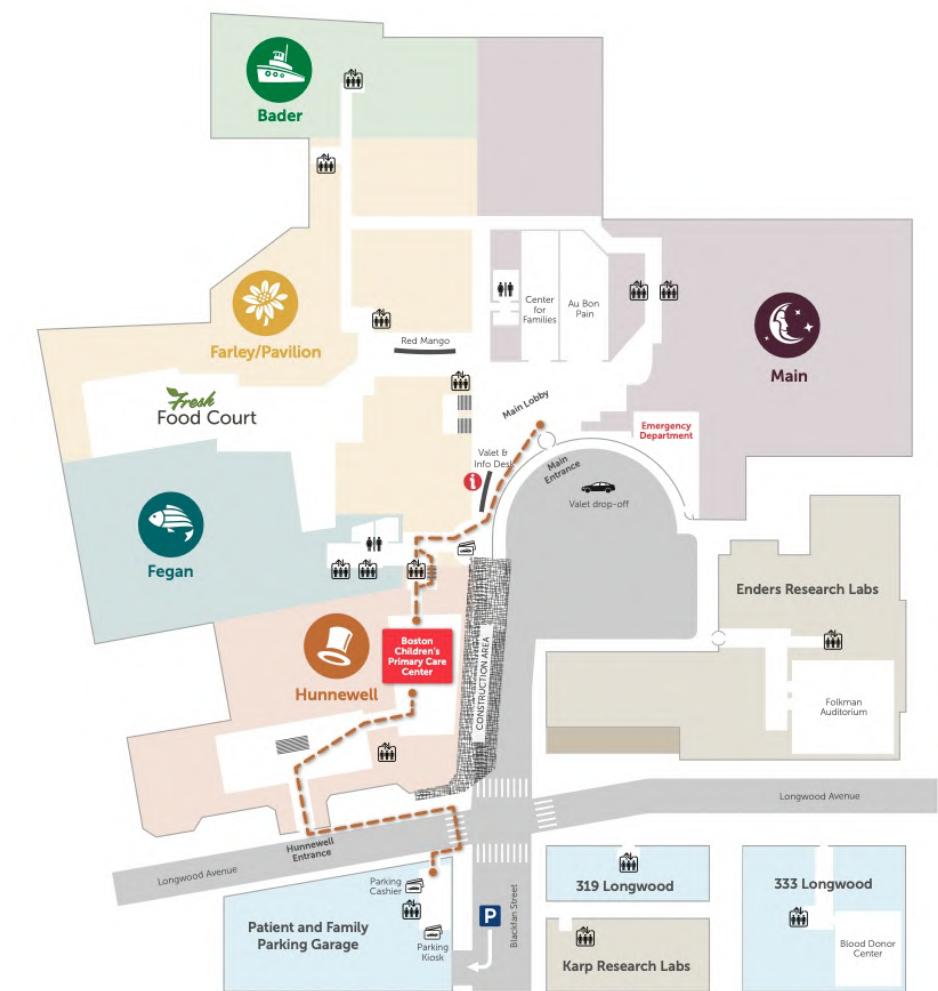 Bader
Farley/Pavilion
Red Mango
Center
for
Families
Au Bon
Pain
Main
Fresh
Food Court
Main Lobby
Emergency
Department
Valet &
Info Desk
i
Main
Entrance
Valet drop-off
Fegan
Enders Research Labs
Boston
Children's
Primary Care
Center
Hunnewell
CONSTRUCTION AREA
Folkman
Auditorium
Longwood Avenue
Hunnewell
Entrance
Longwood Avenue
Parking
Cashier
Patient and Family
Parking Garage
Parking
Kiosk
P
Blackfan Street
319 Longwood
Karp Research Labs
333 Longwood
Blood Donor
Center